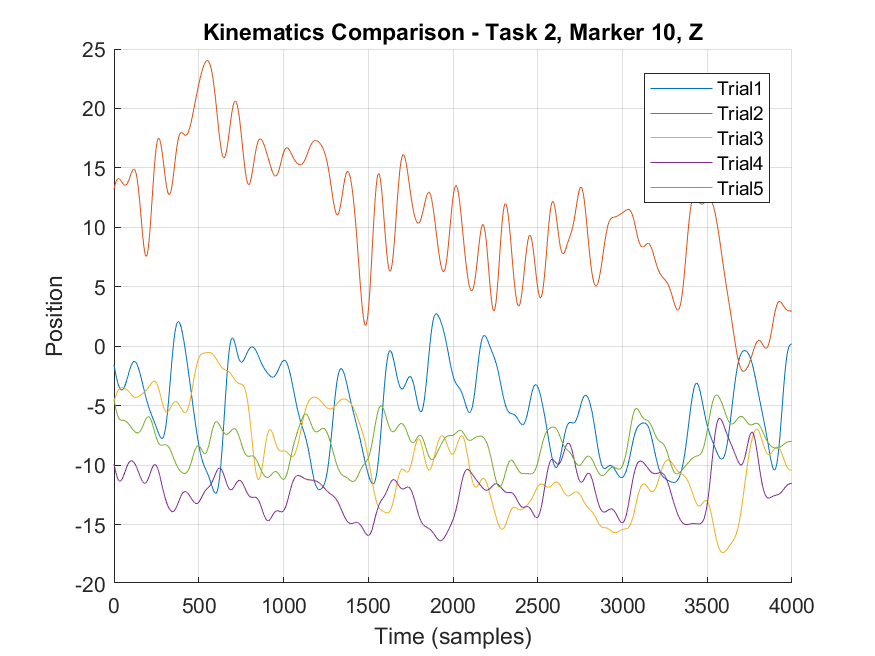 Kinematics Comparison - Task 2, Marker 10, Z
25
20
15
10
5
0
-5
-10
-15
-20
Position
Trial1
Trial2
Trial3
Trial4
Trial5
0 500 1000 1500 2000 2500 3000 3500 4000
Time (samples)